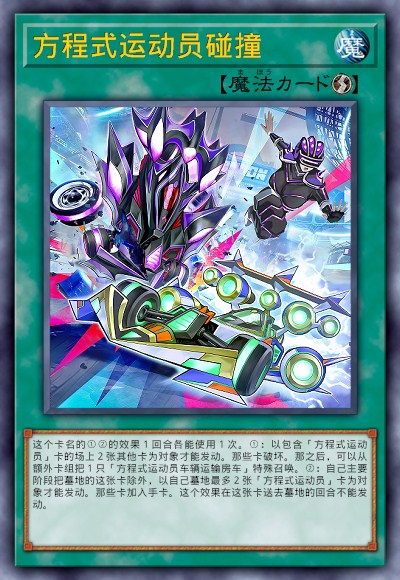 方程式运动员碰撞
魔
【魔法カード】
まほう
这个卡名的①②的效果1回合各能使用1次。①：以包含「方程式运动
员」卡的场上2张其他卡为对象才能发动。那些卡破坏。那之后，可以从
额外卡组把1只「方程式运动员车辆运输房车」特殊召唤。②：自己主要
阶段把墓地的这张卡除外，以自己墓地最多2张「方程式运动员」卡为对
象才能发动。那些卡加入手卡。这个效果在这张卡送去墓地的回合不能发
动。